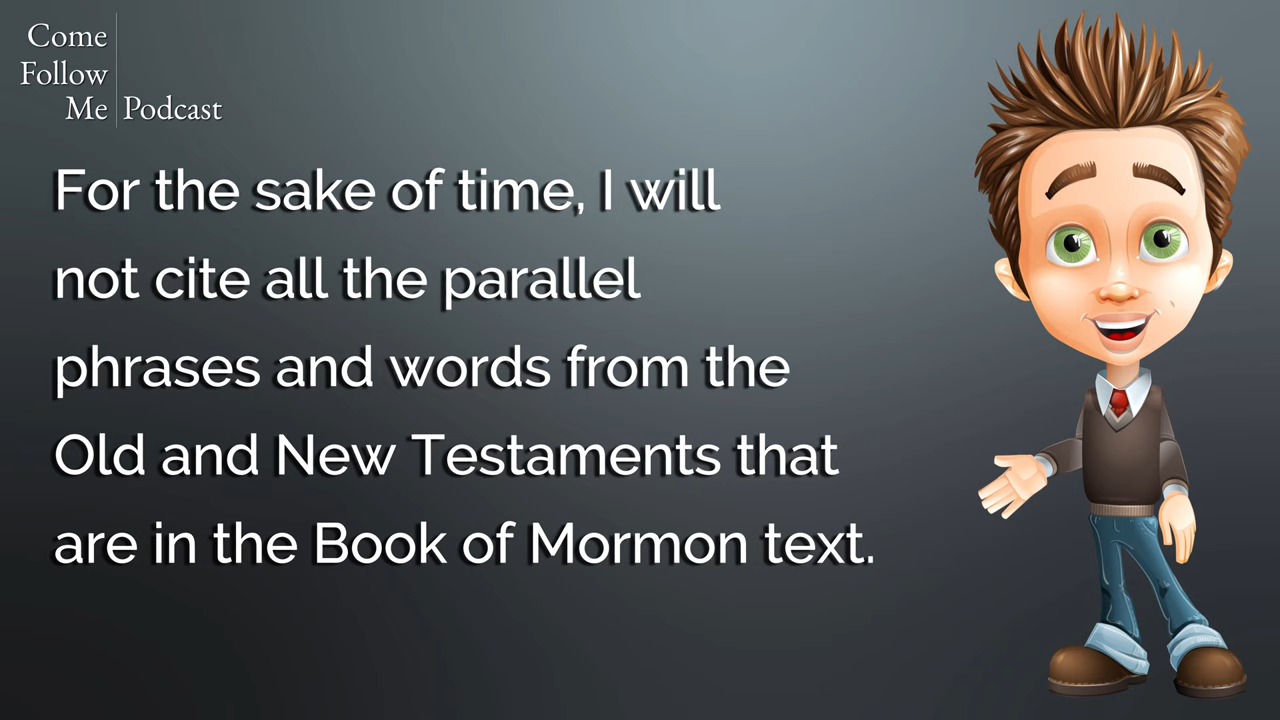 Come
Follow
Me Podcast
For the sake of time, I will
not cite all the parallel
phrases and words from the
Old and New Testaments that
are in the Book of Mormon text.